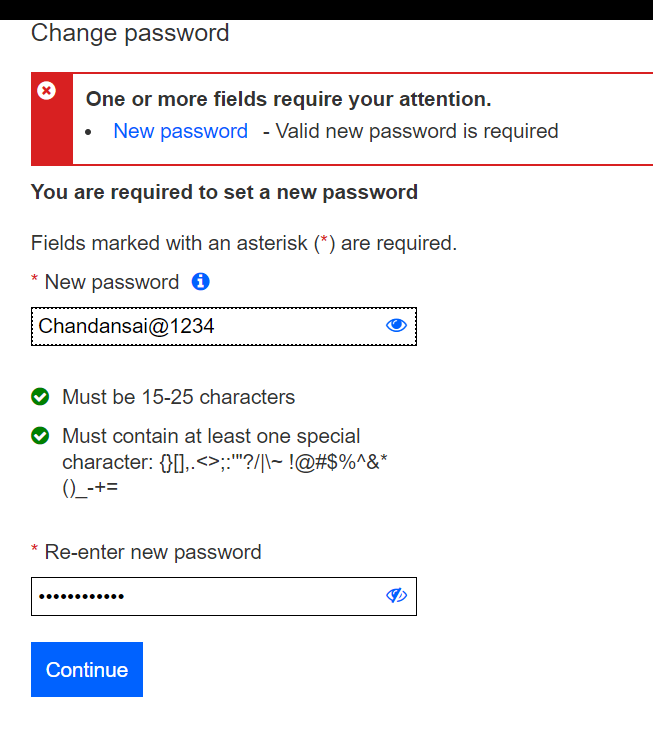 Change password
One or more fields require your attention.
• New password - Valid new password is required
You are required to set a new password
Fields marked with an asterisk (*) are required.
* New password
Chandansai@1234
Must be 15-25 characters
Must contain at least one special
character: {}[],.<>;:'"?/|\~ !@#$%^&*
()_-+=
* Re-enter new password
••••••••••••
Continue